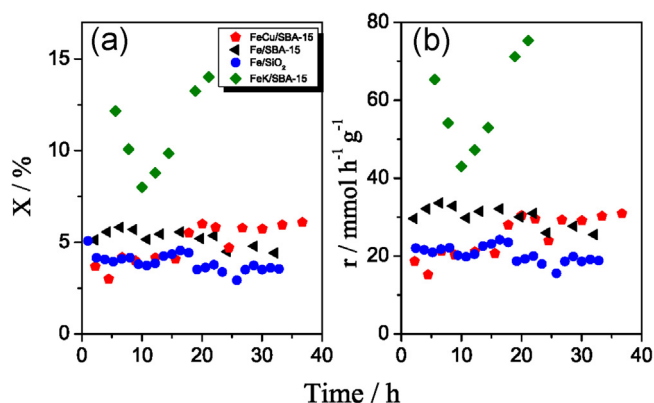 (a)
FeCu/SBA-15
Fe/SBA-15
Fe/SiO₂
FeK/SBA-15
X / %
15
10
5
0
0 10 20 30 40
(b)
r / mmol h⁻¹ g⁻¹
80
60
40
20
0
0 10 20 30 40
Time / h